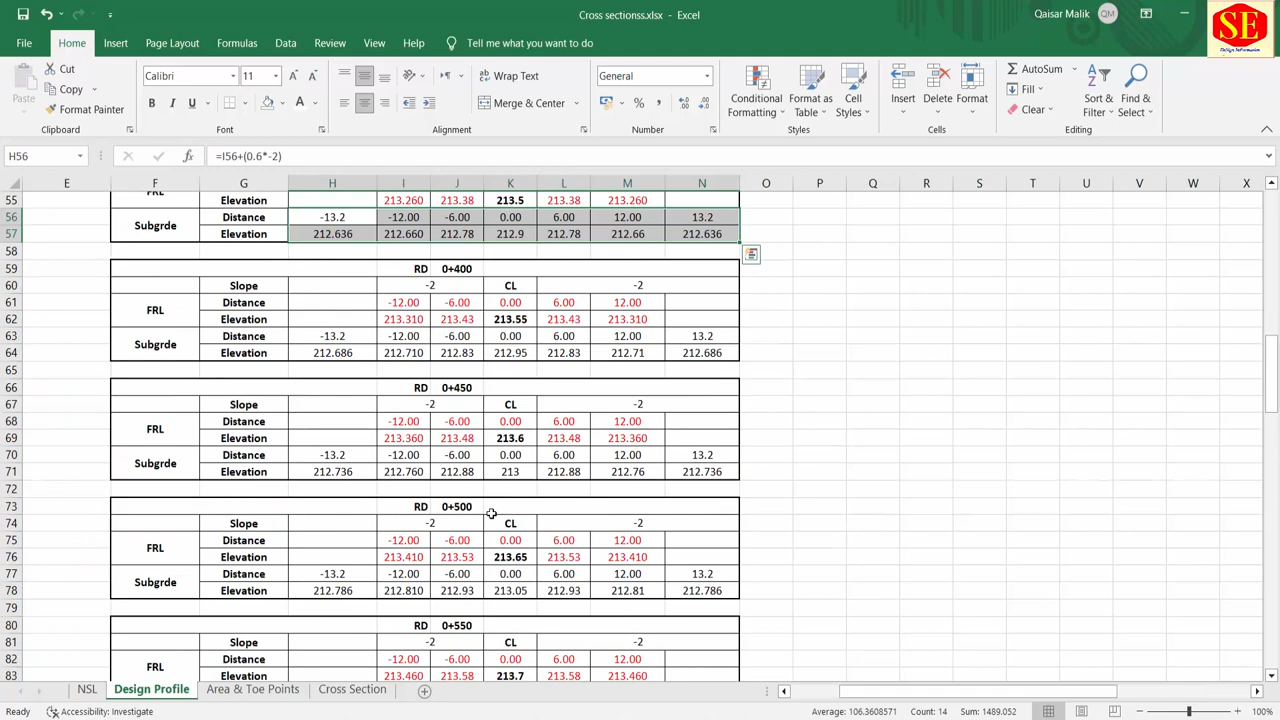 Cross sectionss.xlsx - Excel
Qaisar Malik QM
SE
Design Information
File Home Insert Page Layout Formulas Data Review View Help Tell me what you want to do
Cut
Copy
Format Painter
Paste
Clipboard
Calibri 11
B I U A
Font
Wrap Text
Merge & Center
Alignment
General
Number
Conditional Formatting
Format as Table
Cell Styles
Styles
Insert Delete Format
Cells
AutoSum
Fill
Clear
Sort & Filter
Find & Select
Editing
H56 fx =I56+(0.6*-2)
E F G H I J K L M N O P Q R S T U V W X
55 FRL Elevation 213.260 213.38 213.5 213.38 213.260
56 Subgrde Distance -13.2 -12.00 -6.00 0.00 6.00 12.00 13.2
57 Elevation 212.636 212.660 212.78 212.9 212.78 212.66 212.636
58
59 RD 0+400
60 Slope -2 CL -2
61 FRL Distance -12.00 -6.00 0.00 6.00 12.00
62 Elevation 213.310 213.43 213.55 213.43 213.310
63 Subgrde Distance -13.2 -12.00 -6.00 0.00 6.00 12.00 13.2
64 Elevation 212.686 212.710 212.83 212.95 212.83 212.71 212.686
65
66 RD 0+450
67 Slope -2 CL -2
68 FRL Distance -12.00 -6.00 0.00 6.00 12.00
69 Elevation 213.360 213.48 213.6 213.48 213.360
70 Subgrde Distance -13.2 -12.00 -6.00 0.00 6.00 12.00 13.2
71 Elevation 212.736 212.760 212.88 213 212.88 212.76 212.736
72
73 RD 0+500
74 Slope -2 CL -2
75 FRL Distance -12.00 -6.00 0.00 6.00 12.00
76 Elevation 213.410 213.53 213.65 213.53 213.410
77 Subgrde Distance -13.2 -12.00 -6.00 0.00 6.00 12.00 13.2
78 Elevation 212.786 212.810 212.93 213.05 212.93 212.81 212.786
79
80 RD 0+550
81 Slope -2 CL -2
82 FRL Distance -12.00 -6.00 0.00 6.00 12.00
83 Elevation 213.460 213.58 213.7 213.58 213.460
NSL Design Profile Area & Toe Points Cross Section
Ready Accessibility: Investigate Average: 106.3608571 Count: 14 Sum: 1489.052 100%